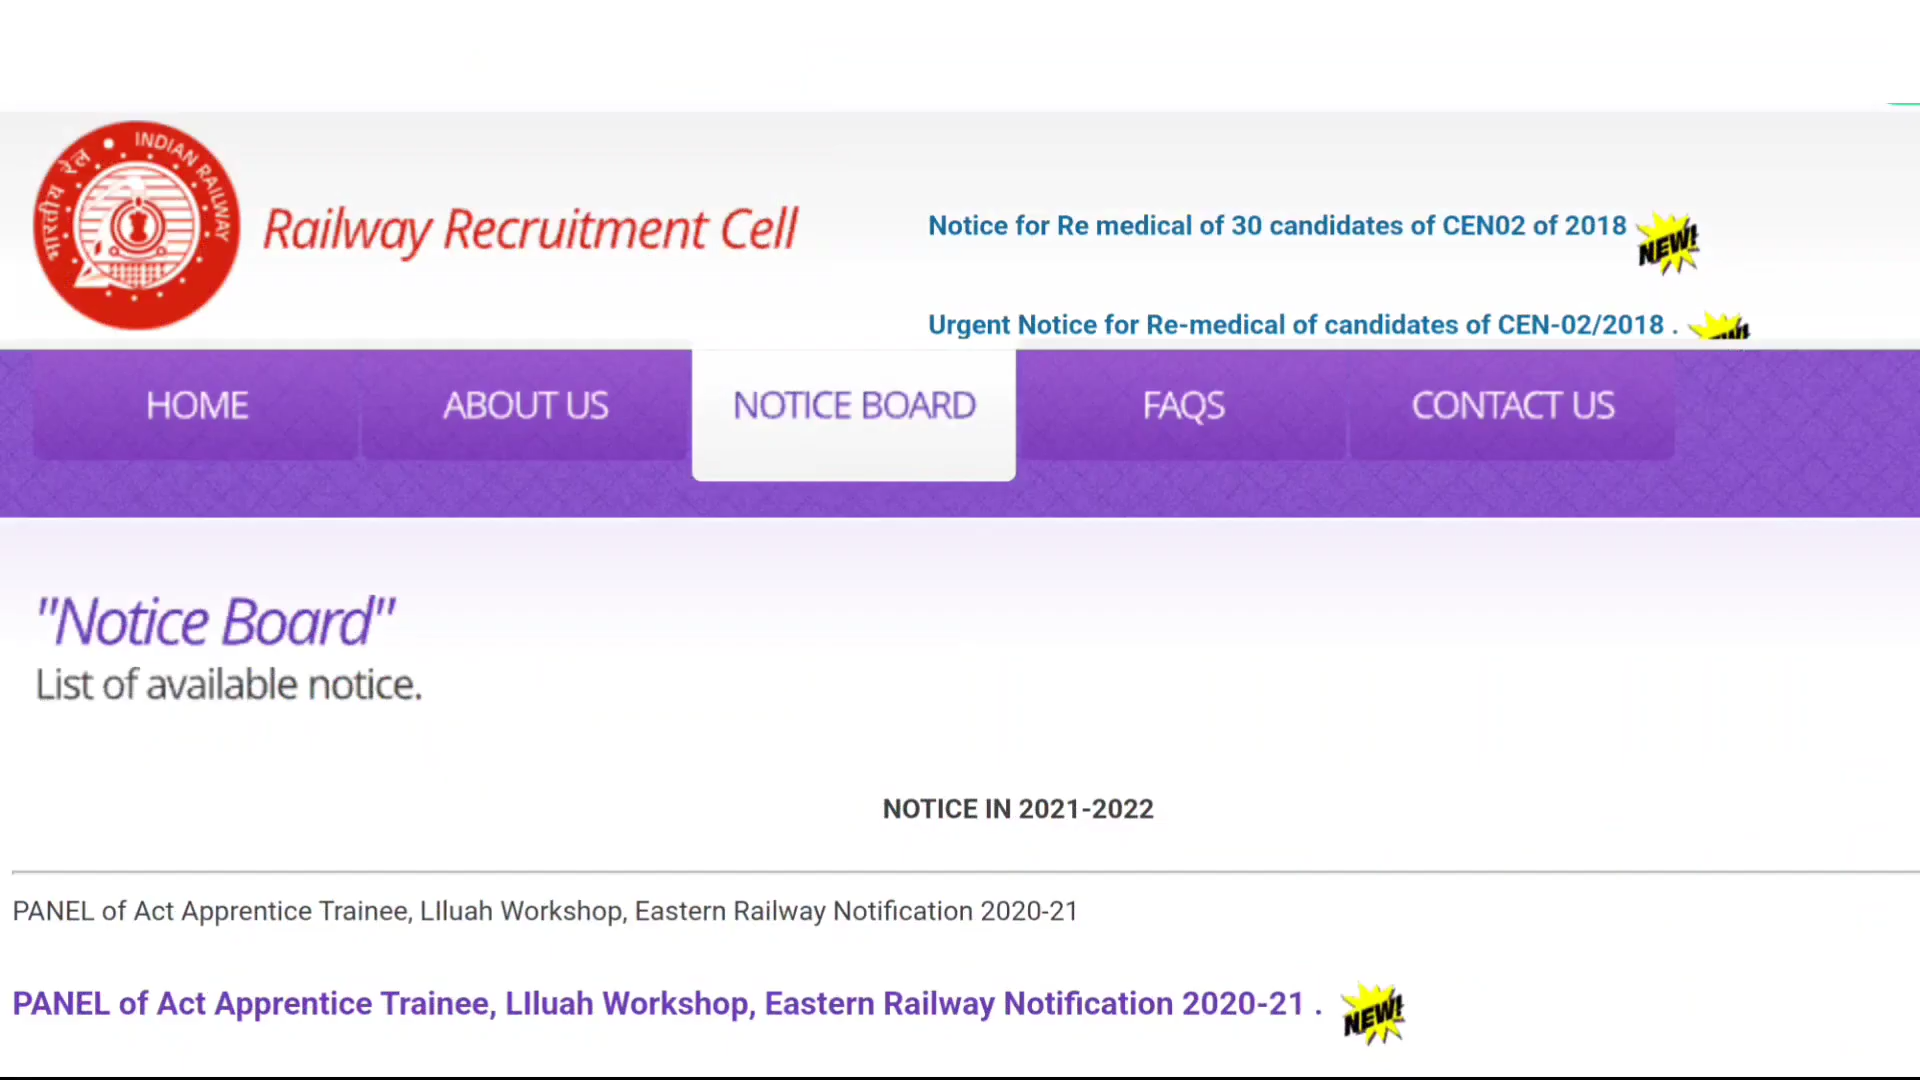 भारतीय रेल
INDIAN RAILWAY
Railway Recruitment Cell
Notice for Re medical of 30 candidates of CEN02 of 2018
NEW!
Urgent Notice for Re-medical of candidates of CEN-02/2018 .
HOME
ABOUT US
NOTICE BOARD
FAQS
CONTACT US
"Notice Board"
List of available notice.
NOTICE IN 2021-2022
PANEL of Act Apprentice Trainee, LIluah Workshop, Eastern Railway Notification 2020-21
PANEL of Act Apprentice Trainee, LIluah Workshop, Eastern Railway Notification 2020-21 .
NEW!